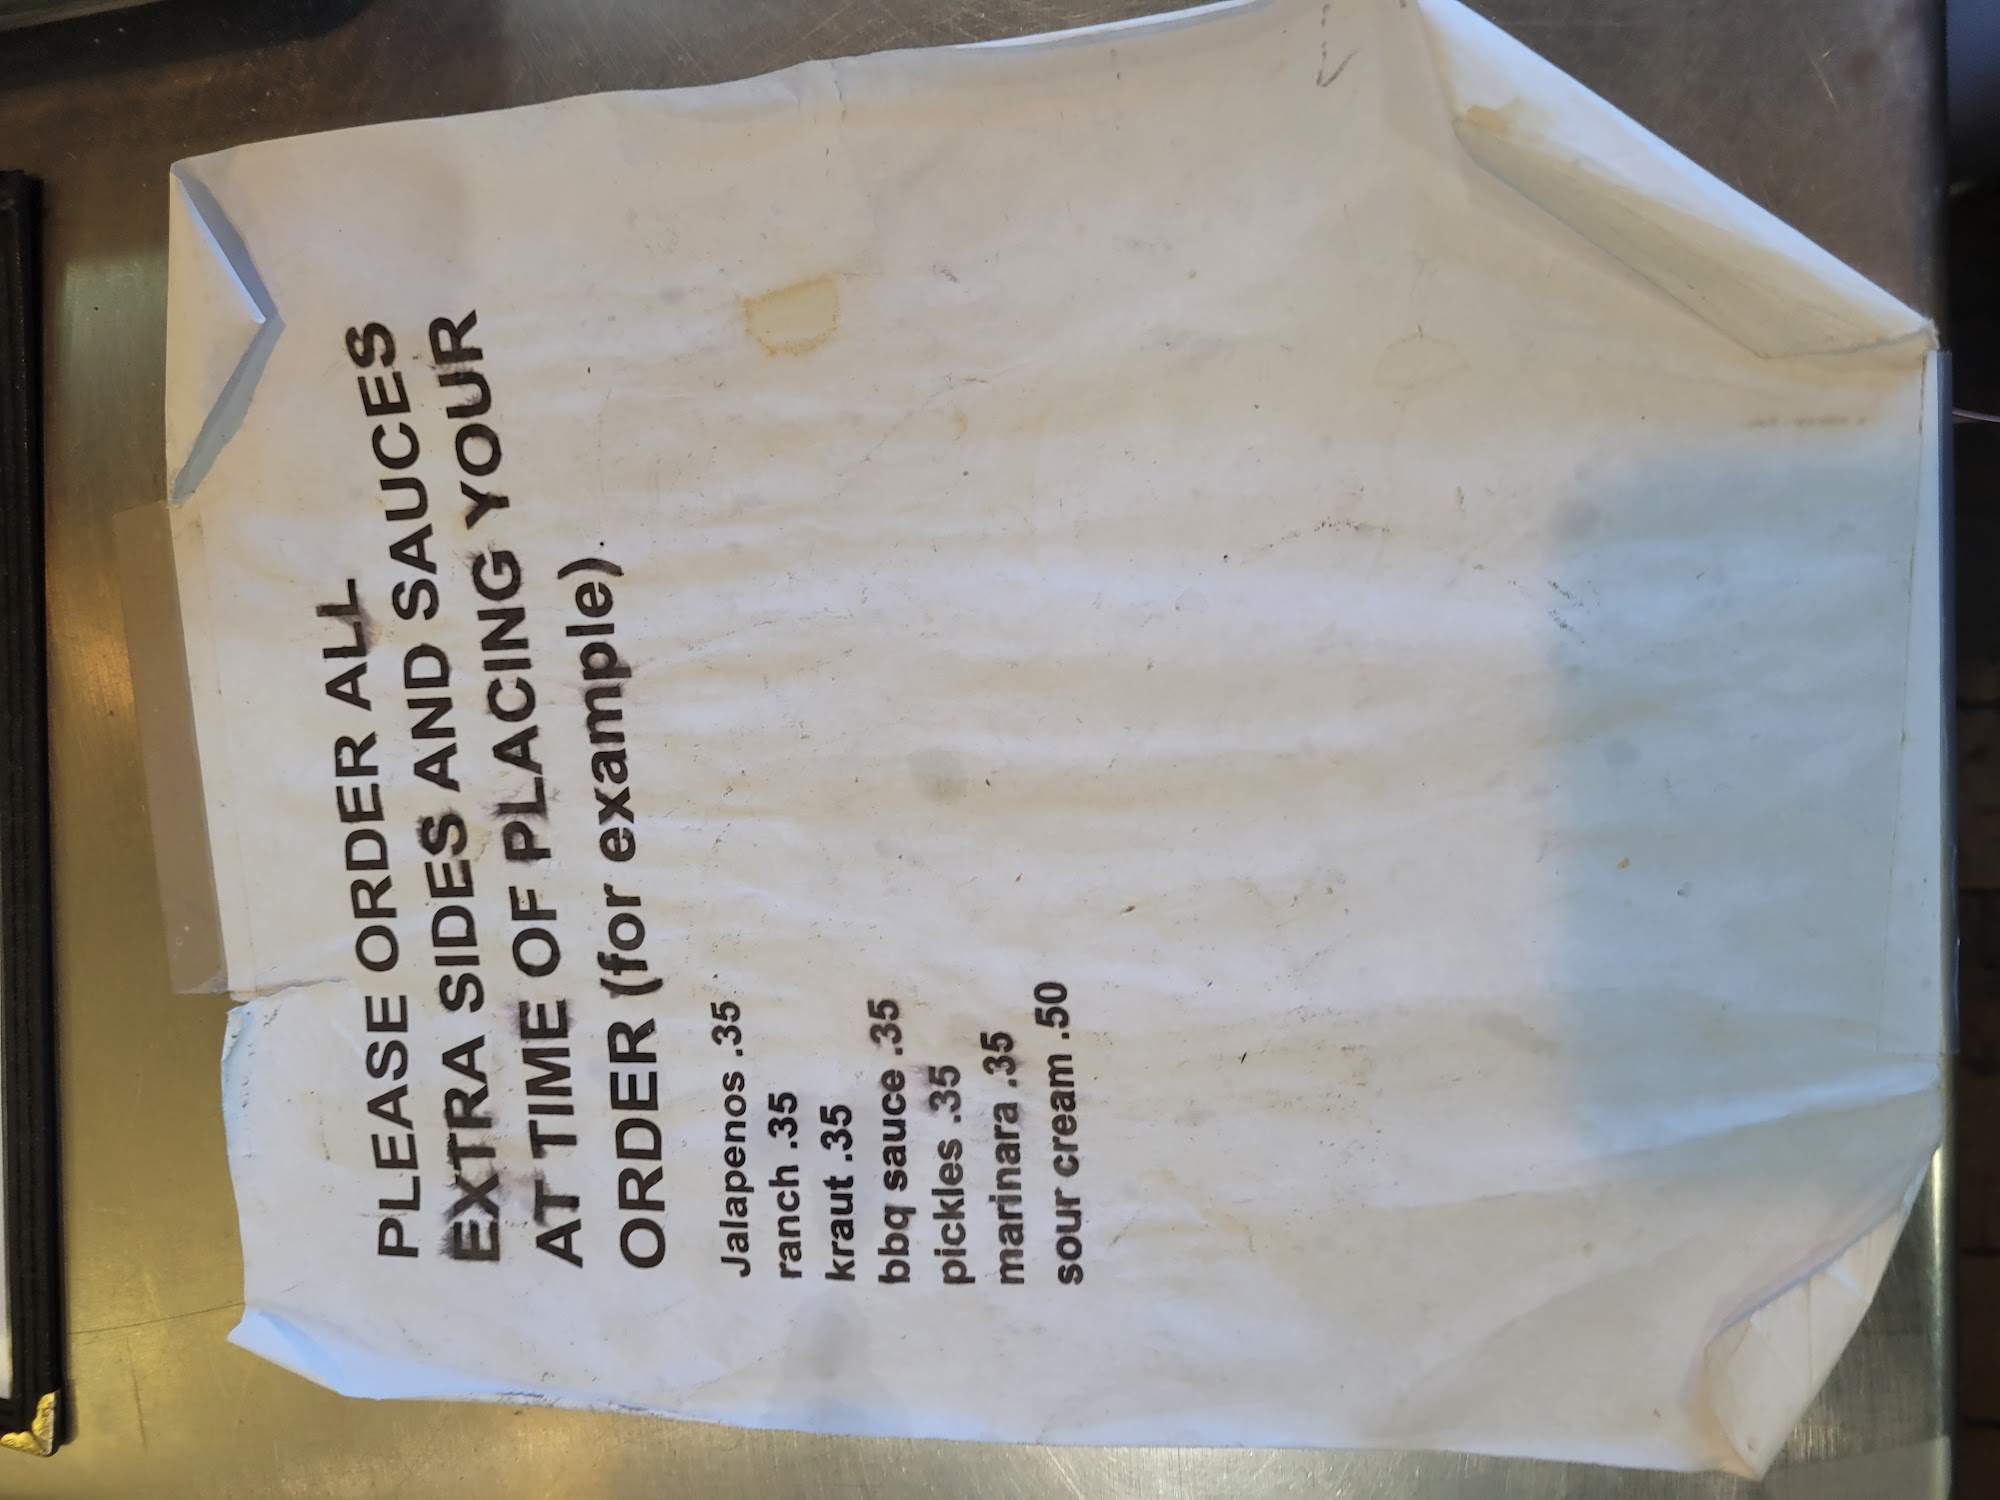 PLEASE ORDER ALL
EXTRA SIDES AND SAUCES
AT TIME OF PLACING YOUR
ORDER (for example)
Jalapenos .35
ranch .35
kraut .35
bbq sauce .35
pickles .35
marinara .35
sour cream .50